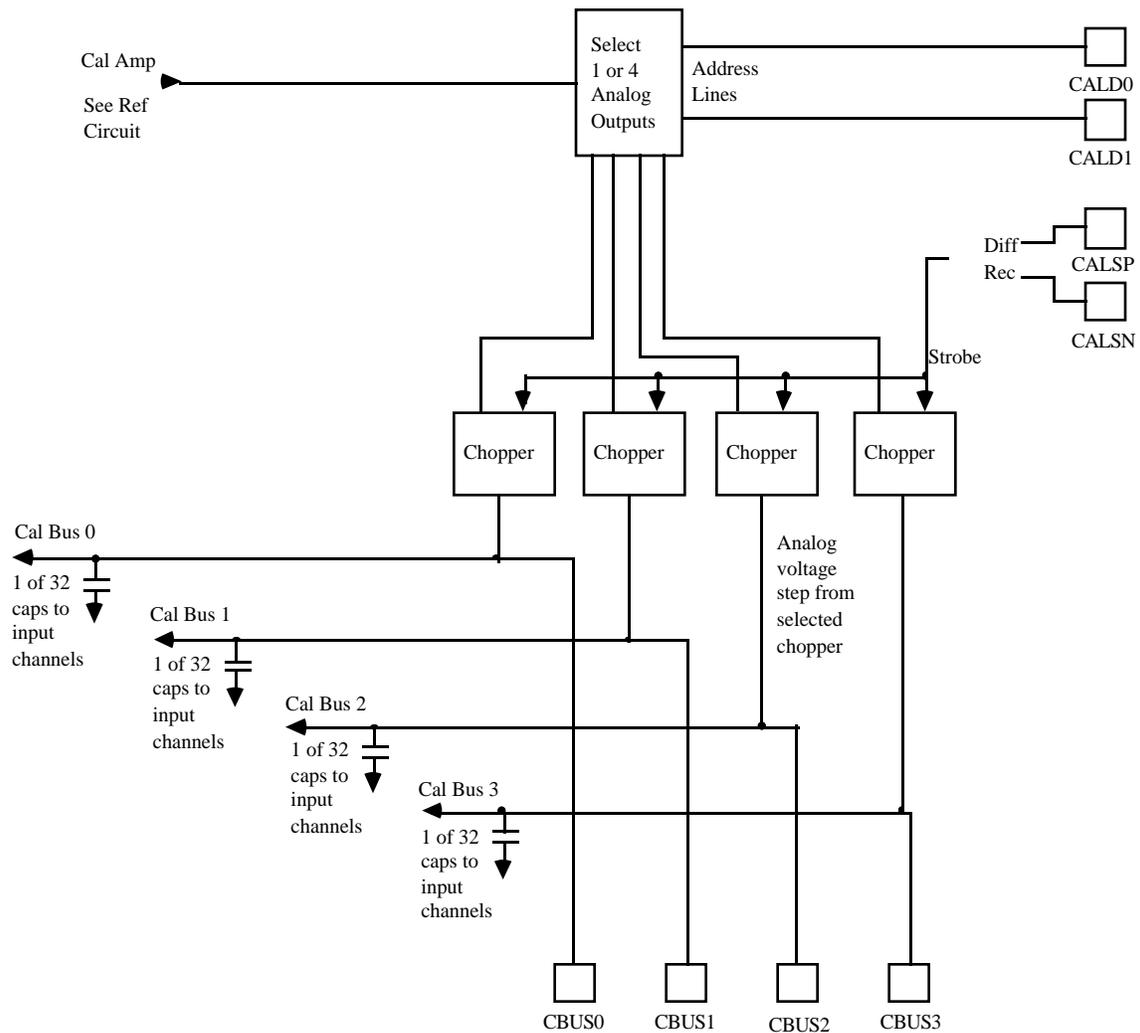 Select
1 or 4
Analog
Outputs
Cal Amp
See Ref
Circuit
Address
Lines
CALD0
CALD1
Diff
Rec
CALSP
CALSN
Strobe
Chopper
Chopper
Chopper
Chopper
Cal Bus 0
1 of 32
caps to
input
channels
Cal Bus 1
1 of 32
caps to
input
channels
Analog
voltage
step from
selected
chopper
Cal Bus 2
1 of 32
caps to
input
channels
Cal Bus 3
1 of 32
caps to
input
channels
CBUS0
CBUS1
CBUS2
CBUS3